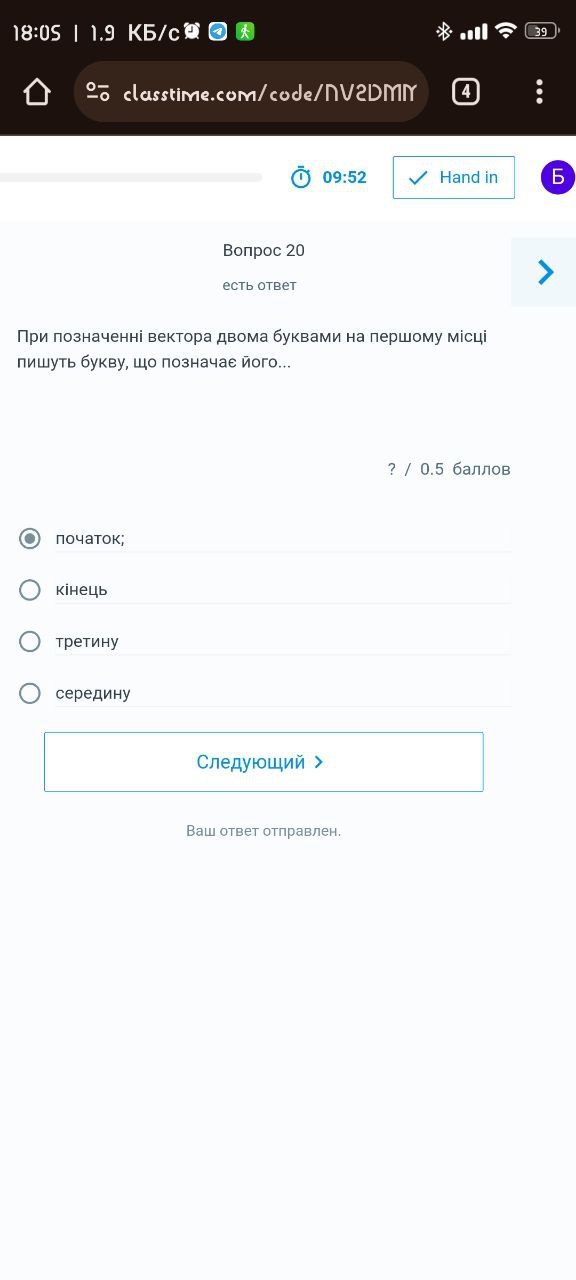 18:05 | 1.9 КБ/с
39
classtime.com/code/NV2DMM
4
09:52
Hand in
Б
Вопрос 20
есть ответ
При позначенні вектора двома буквами на першому місці
пишуть букву, що позначає його...
? / 0.5 баллов
початок;
кінець
третину
середину
Следующий
Ваш ответ отправлен.